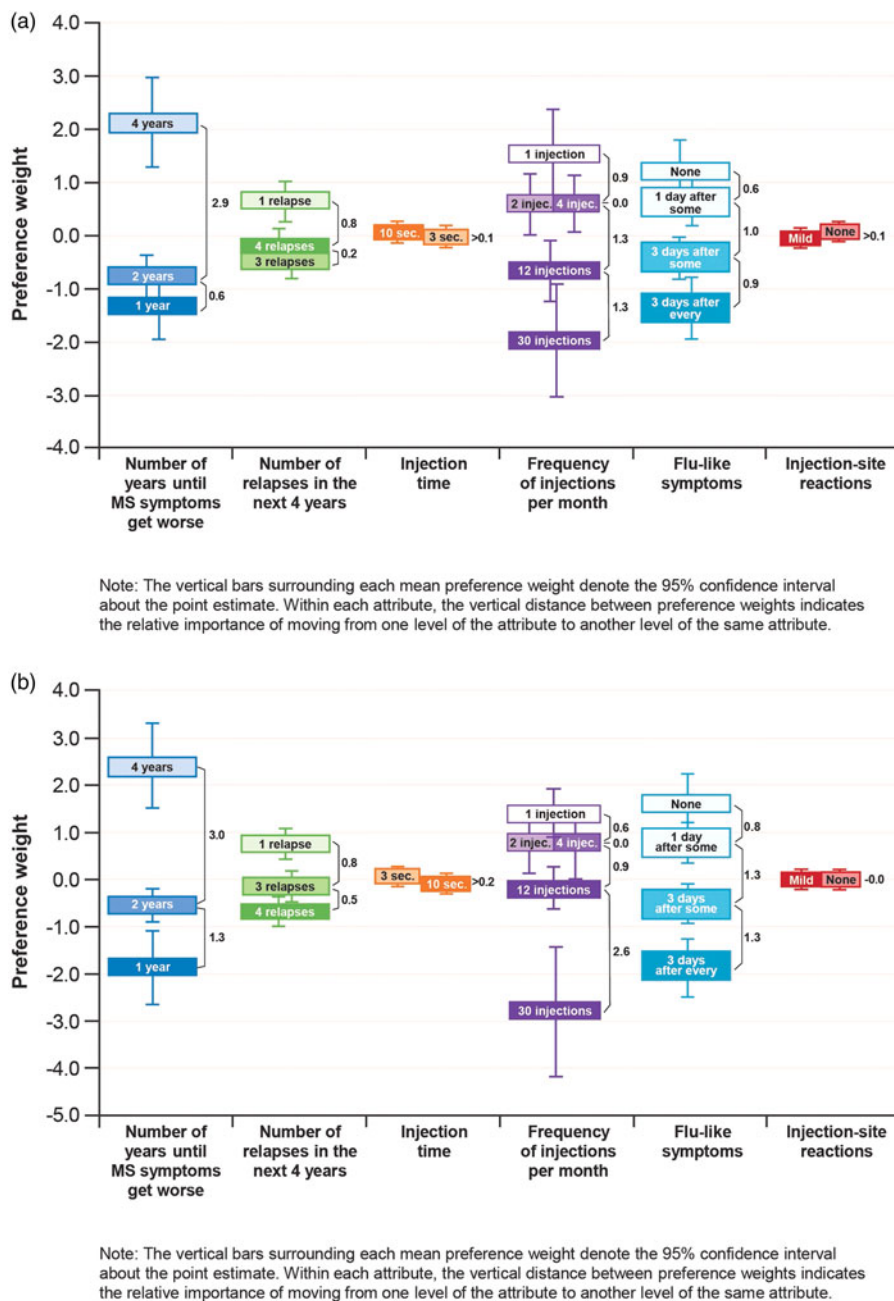 (a)
4.0
3.0
2.0
1.0
0.0
-1.0
-2.0
-3.0
-4.0
Preference weight
4 years
2 years
1 year
2.9
0.6
1 relapse
4 relapses
3 relapses
0.8
0.2
10 sec.
3 sec.
>0.1
1 injection
2 injec.
4 injec.
12 injections
30 injections
0.9
0.0
1.3
1.3
None
1 day after
some
3 days after
some
3 days after
every
0.6
1.0
0.9
Mild
None
>0.1
Number of
years until
MS symptoms
get worse
Number of
relapses in the
next 4 years
Injection
time
Frequency
of injections
per month
Flu-like
symptoms
Injection-site
reactions
Note: The vertical bars surrounding each mean preference weight denote the 95% confidence interval
about the point estimate. Within each attribute, the vertical distance between preference weights indicates
the relative importance of moving from one level of the attribute to another level of the same attribute.
(b)
4.0
3.0
2.0
1.0
0.0
-1.0
-2.0
-3.0
-4.0
-5.0
Preference weight
4 years
2 years
1 year
3.0
1.3
1 relapse
3 relapses
4 relapses
0.8
0.5
3 sec.
10 sec.
>0.2
1 injection
2 injec.
4 injec.
12 injections
30 injections
0.6
0.0
0.9
2.6
None
1 day
after some
3 days
after some
3 days
after every
0.8
1.3
1.3
Mild
None
-0.0
Number of
years until
MS symptoms
get worse
Number of
relapses in the
next 4 years
Injection
time
Frequency
of injections
per month
Flu-like
symptoms
Injection-site
reactions
Note: The vertical bars surrounding each mean preference weight denote the 95% confidence interval
about the point estimate. Within each attribute, the vertical distance between preference weights indicates
the relative importance of moving from one level of the attribute to another level of the same attribute.